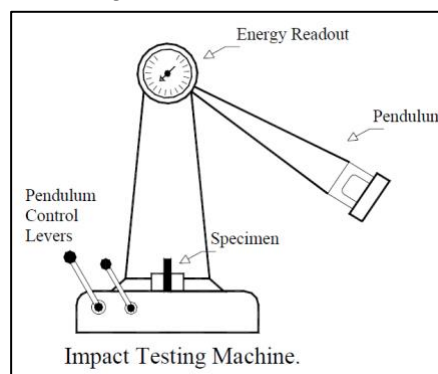 Energy Readout
Pendulum
Pendulum
Control
Levers
Specimen
Impact Testing Machine.